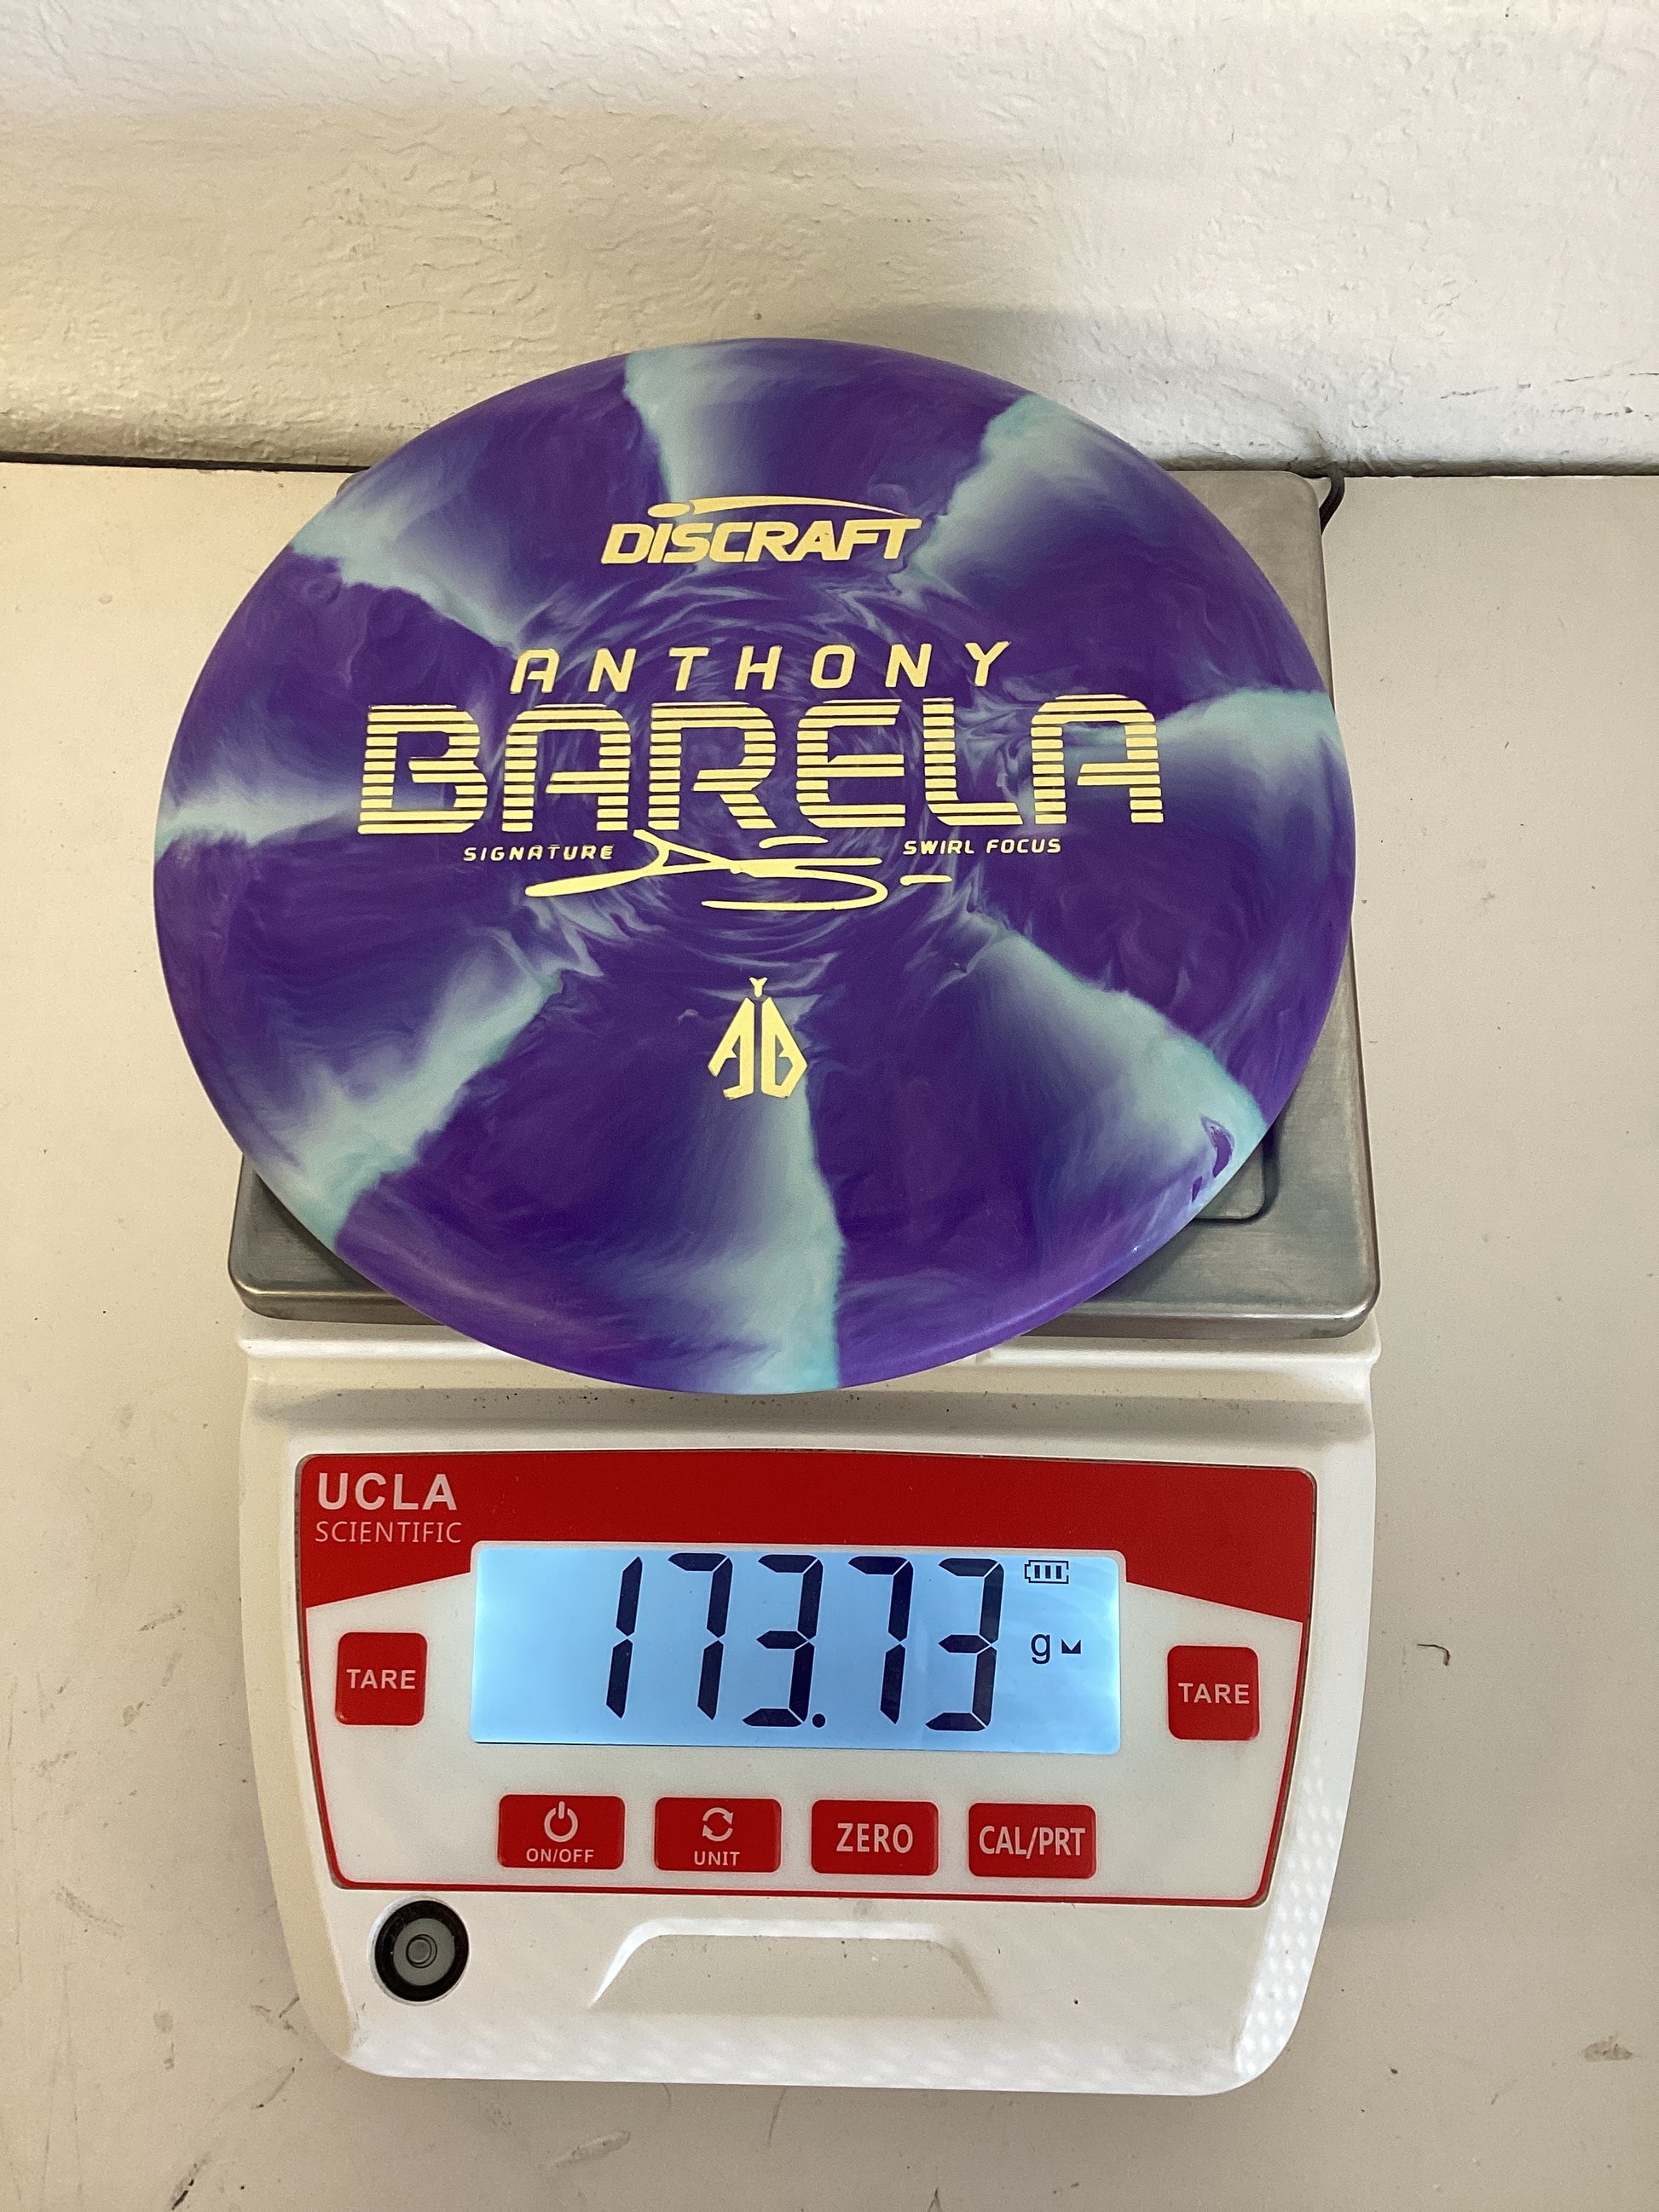 DISCRAFT
ANTHONY
BARELA
SIGNATURE SWIRL FOCUS
AB
UCLA
SCIENTIFIC
173.73 g
TARE TARE
ON/OFF UNIT ZERO CAL/PRT